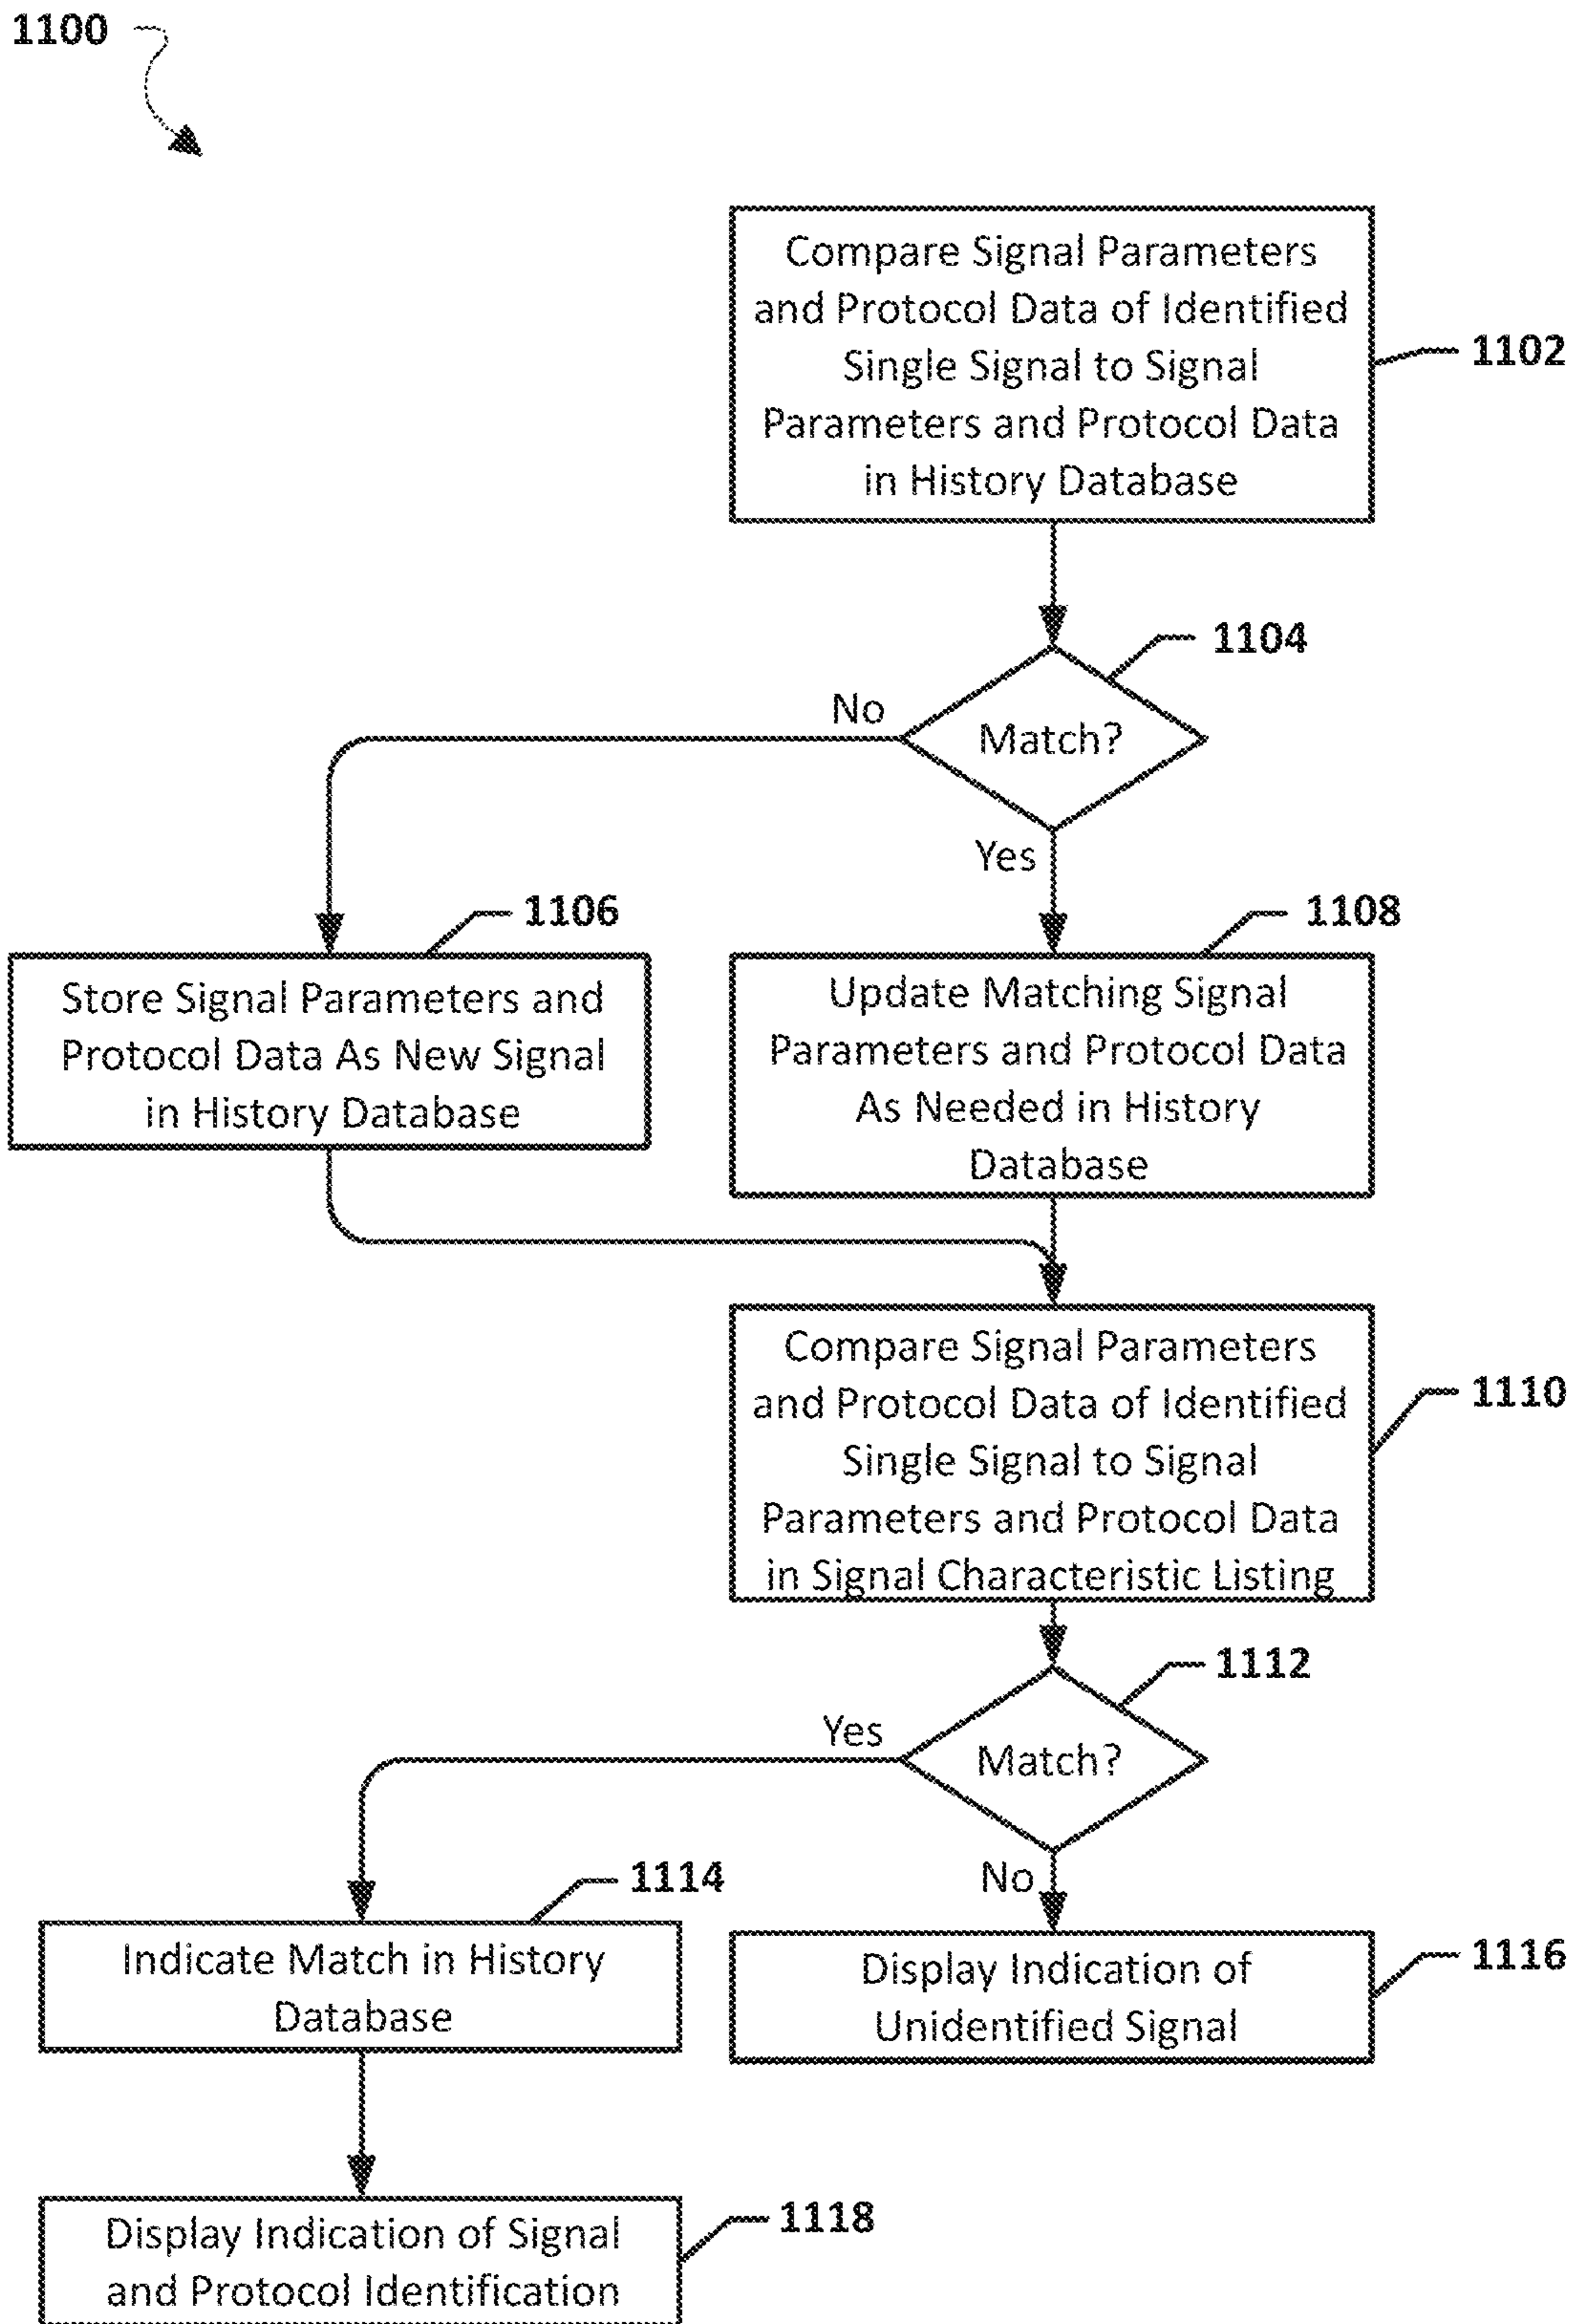 1100
Compare Signal Parameters
and Protocol Data of Identified
Single Signal to Signal
Parameters and Protocol Data
in History Database
1102
1104
Match?
No
Yes
1106
Store Signal Parameters and
Protocol Data As New Signal
in History Database
1108
Update Matching Signal
Parameters and Protocol Data
As Needed in History
Database
Compare Signal Parameters
and Protocol Data of Identified
Single Signal to Signal
Parameters and Protocol Data
in Signal Characteristic Listing
1110
1112
Match?
Yes
No
1114
Indicate Match in History
Database
Display Indication of
Unidentified Signal
1116
Display Indication of Signal
and Protocol Identification
1118